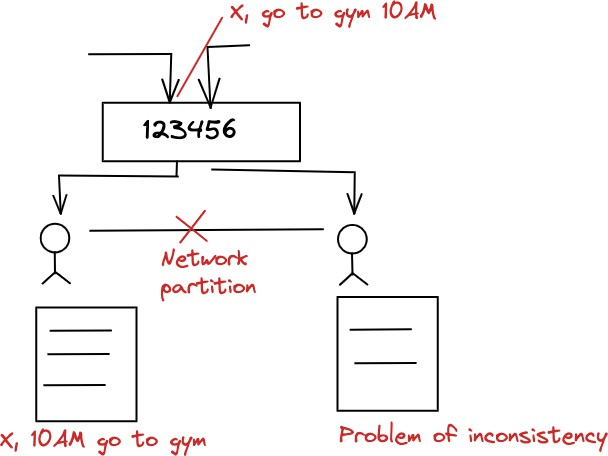 x, go to gym 10AM
123456
Network
partition
x, 10AM go to gym
Problem of inconsistency